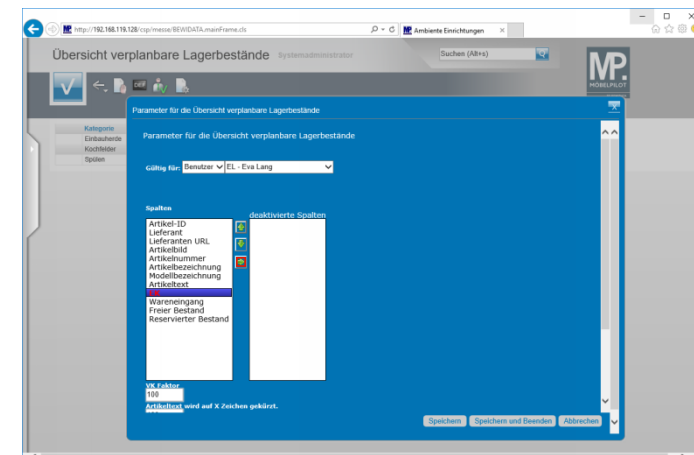 http://192.168.119.128/csp/messe/BEWIDATA.mainFrame.cls
Ambiente Einrichtungen
Übersicht verplanbare Lagerbestände Systemadministrator
Suchen (Alt+s)
MP.
MÖBELPILOT
Parameter für die Übersicht verplanbare Lagerbestände
Kategorie
Einbauherde
Kochfelder
Spülen
Parameter für die Übersicht verplanbare Lagerbestände
Gültig für: Benutzer EL - Eva Lang
Spalten
deaktivierte Spalten
Artikel-ID
Lieferant
Lieferanten URL
Artikelbild
Artikelnummer
Artikelbezeichnung
Modellbezeichnung
Artikeltext
Wareneingang
Freier Bestand
Reservierter Bestand
VK Faktor
100
Artikeltext wird auf X Zeichen gekürzt.
Speichern Speichern und Beenden Abbrechen